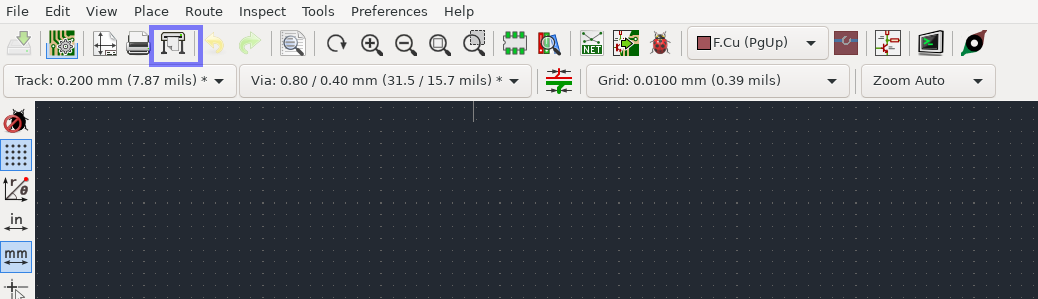 File Edit View Place Route Inspect Tools Preferences Help
NET
F.Cu (PgUp)
Track: 0.200 mm (7.87 mils) *
Via: 0.80 / 0.40 mm (31.5 / 15.7 mils) *
Grid: 0.0100 mm (0.39 mils)
Zoom Auto
r θ
in
mm